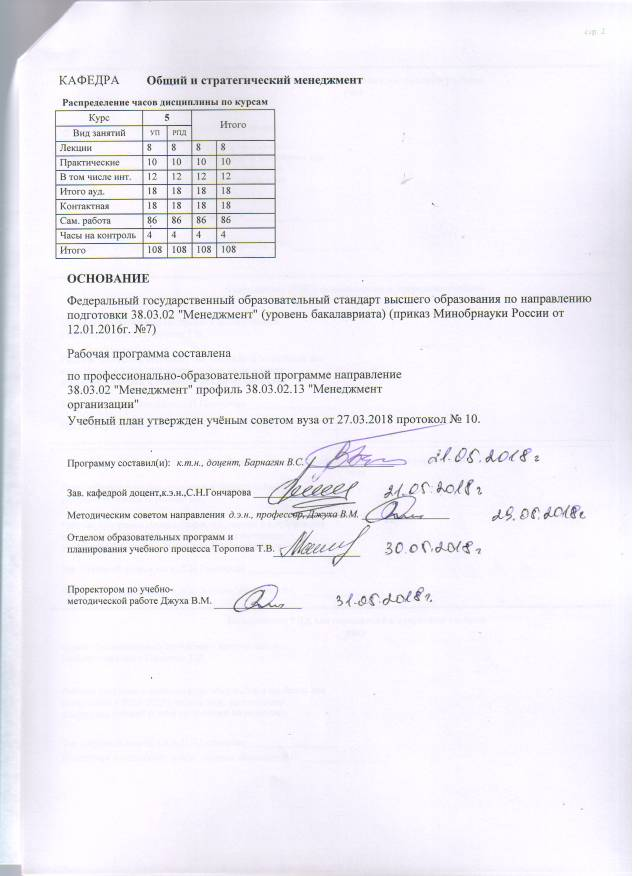 стр. 2
КАФЕДРА Общий и стратегический менеджмент
Распределение часов дисциплины по курсам
Курс 5 Итого
Вид занятий УП РПД
Лекции 8 8 8 8
Практические 10 10 10 10
В том числе инт. 12 12 12 12
Итого ауд. 18 18 18 18
Контактная 18 18 18 18
Сам. работа 86 86 86 86
Часы на контроль 4 4 4 4
Итого 108 108 108 108
ОСНОВАНИЕ
Федеральный государственный образовательный стандарт высшего образования по направлению
подготовки 38.03.02 "Менеджмент" (уровень бакалавриата) (приказ Минобрнауки России от
12.01.2016г. №7)
Рабочая программа составлена
по профессионально-образовательной программе направление
38.03.02 "Менеджмент" профиль 38.03.02.13 "Менеджмент
организации"
Учебный план утвержден учёным советом вуза от 27.03.2018 протокол № 10.
Программу составил(и): к.т.н., доцент, Барнагян В.С. 21.05.2018г
Зав. кафедрой доцент,к.э.н.,С.Н.Гончарова 21.05.2018г
Методическим советом направления д.э.н., профессор, Джуха В.М. 29.05.2018г
Отделом образовательных программ и
планирования учебного процесса Торопова Т.В. 30.05.2018г
Проректором по учебно-
методической работе Джуха В.М. 31.05.2018г.